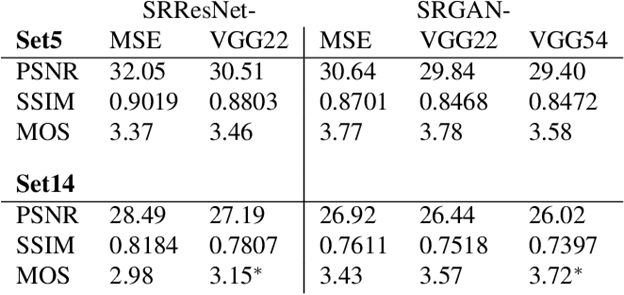 SRResNet- SRGAN-
Set5 MSE VGG22 MSE VGG22 VGG54
PSNR 32.05 30.51 30.64 29.84 29.40
SSIM 0.9019 0.8803 0.8701 0.8468 0.8472
MOS 3.37 3.46 3.77 3.78 3.58
Set14
PSNR 28.49 27.19 26.92 26.44 26.02
SSIM 0.8184 0.7807 0.7611 0.7518 0.7397
MOS 2.98 3.15* 3.43 3.57 3.72*